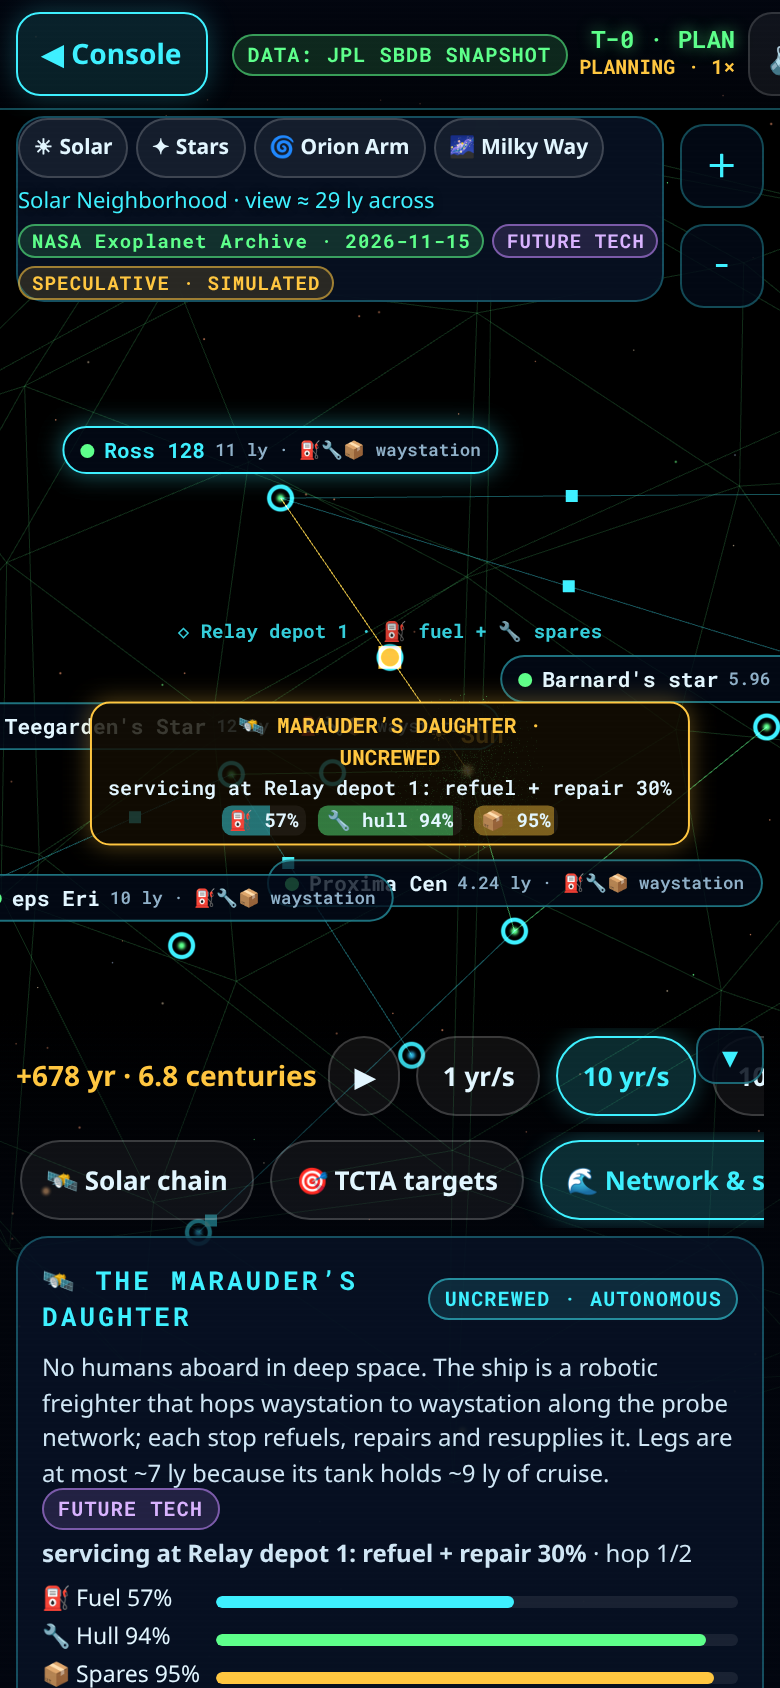 ◀ Console
DATA: JPL SBDB SNAPSHOT
T-0 · PLAN
PLANNING · 1×
☀ Solar
✦ Stars
🌀 Orion Arm
🌌 Milky Way
+
Solar Neighborhood · view ≈ 29 ly across
NASA Exoplanet Archive · 2026-11-15
FUTURE TECH
-
SPECULATIVE · SIMULATED
Ross 128 11 ly · ⛽🔧📦 waystation
◇ Relay depot 1 · ⛽ fuel + 🔧 spares
Barnard's star 5.96
Teegarden's Star 12
Sun
🛰 MARAUDER’S DAUGHTER ·
UNCREWED
servicing at Relay depot 1: refuel + repair 30%
⛽ 57% 🔧 hull 94% 📦 95%
Proxima Cen 4.24 ly · ⛽🔧📦 waystation
eps Eri 10 ly · ⛽🔧📦 waystation
+678 yr · 6.8 centuries
▶
1 yr/s
10 yr/s
10
▼
🛰 Solar chain
🎯 TCTA targets
🌊 Network & s
🛰 THE MARAUDER’S
DAUGHTER
UNCREWED · AUTONOMOUS
No humans aboard in deep space. The ship is a robotic
freighter that hops waystation to waystation along the probe
network; each stop refuels, repairs and resupplies it. Legs are
at most ~7 ly because its tank holds ~9 ly of cruise.
FUTURE TECH
servicing at Relay depot 1: refuel + repair 30% · hop 1/2
⛽ Fuel 57%
🔧 Hull 94%
📦 Spares 95%